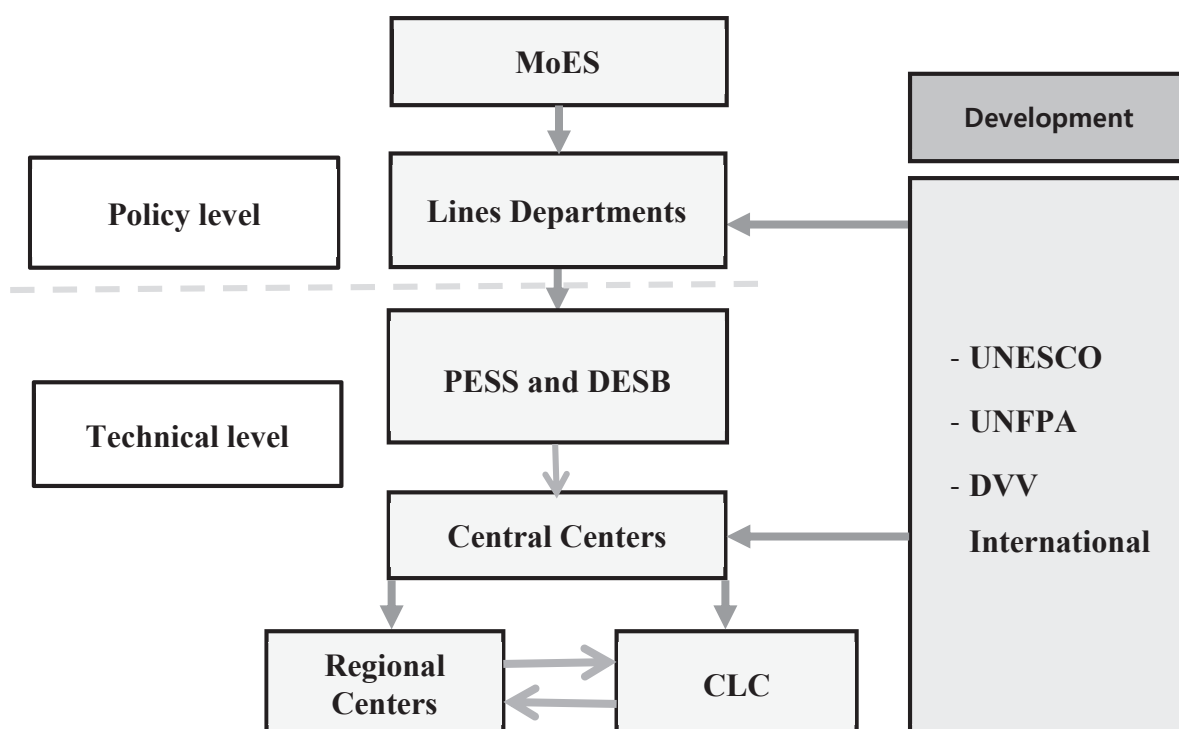 MoES
Development
Policy level
Lines Departments
PESS and DESB
Technical level
- UNESCO
- UNFPA
- DVV
International
Central Centers
Regional
Centers
CLC